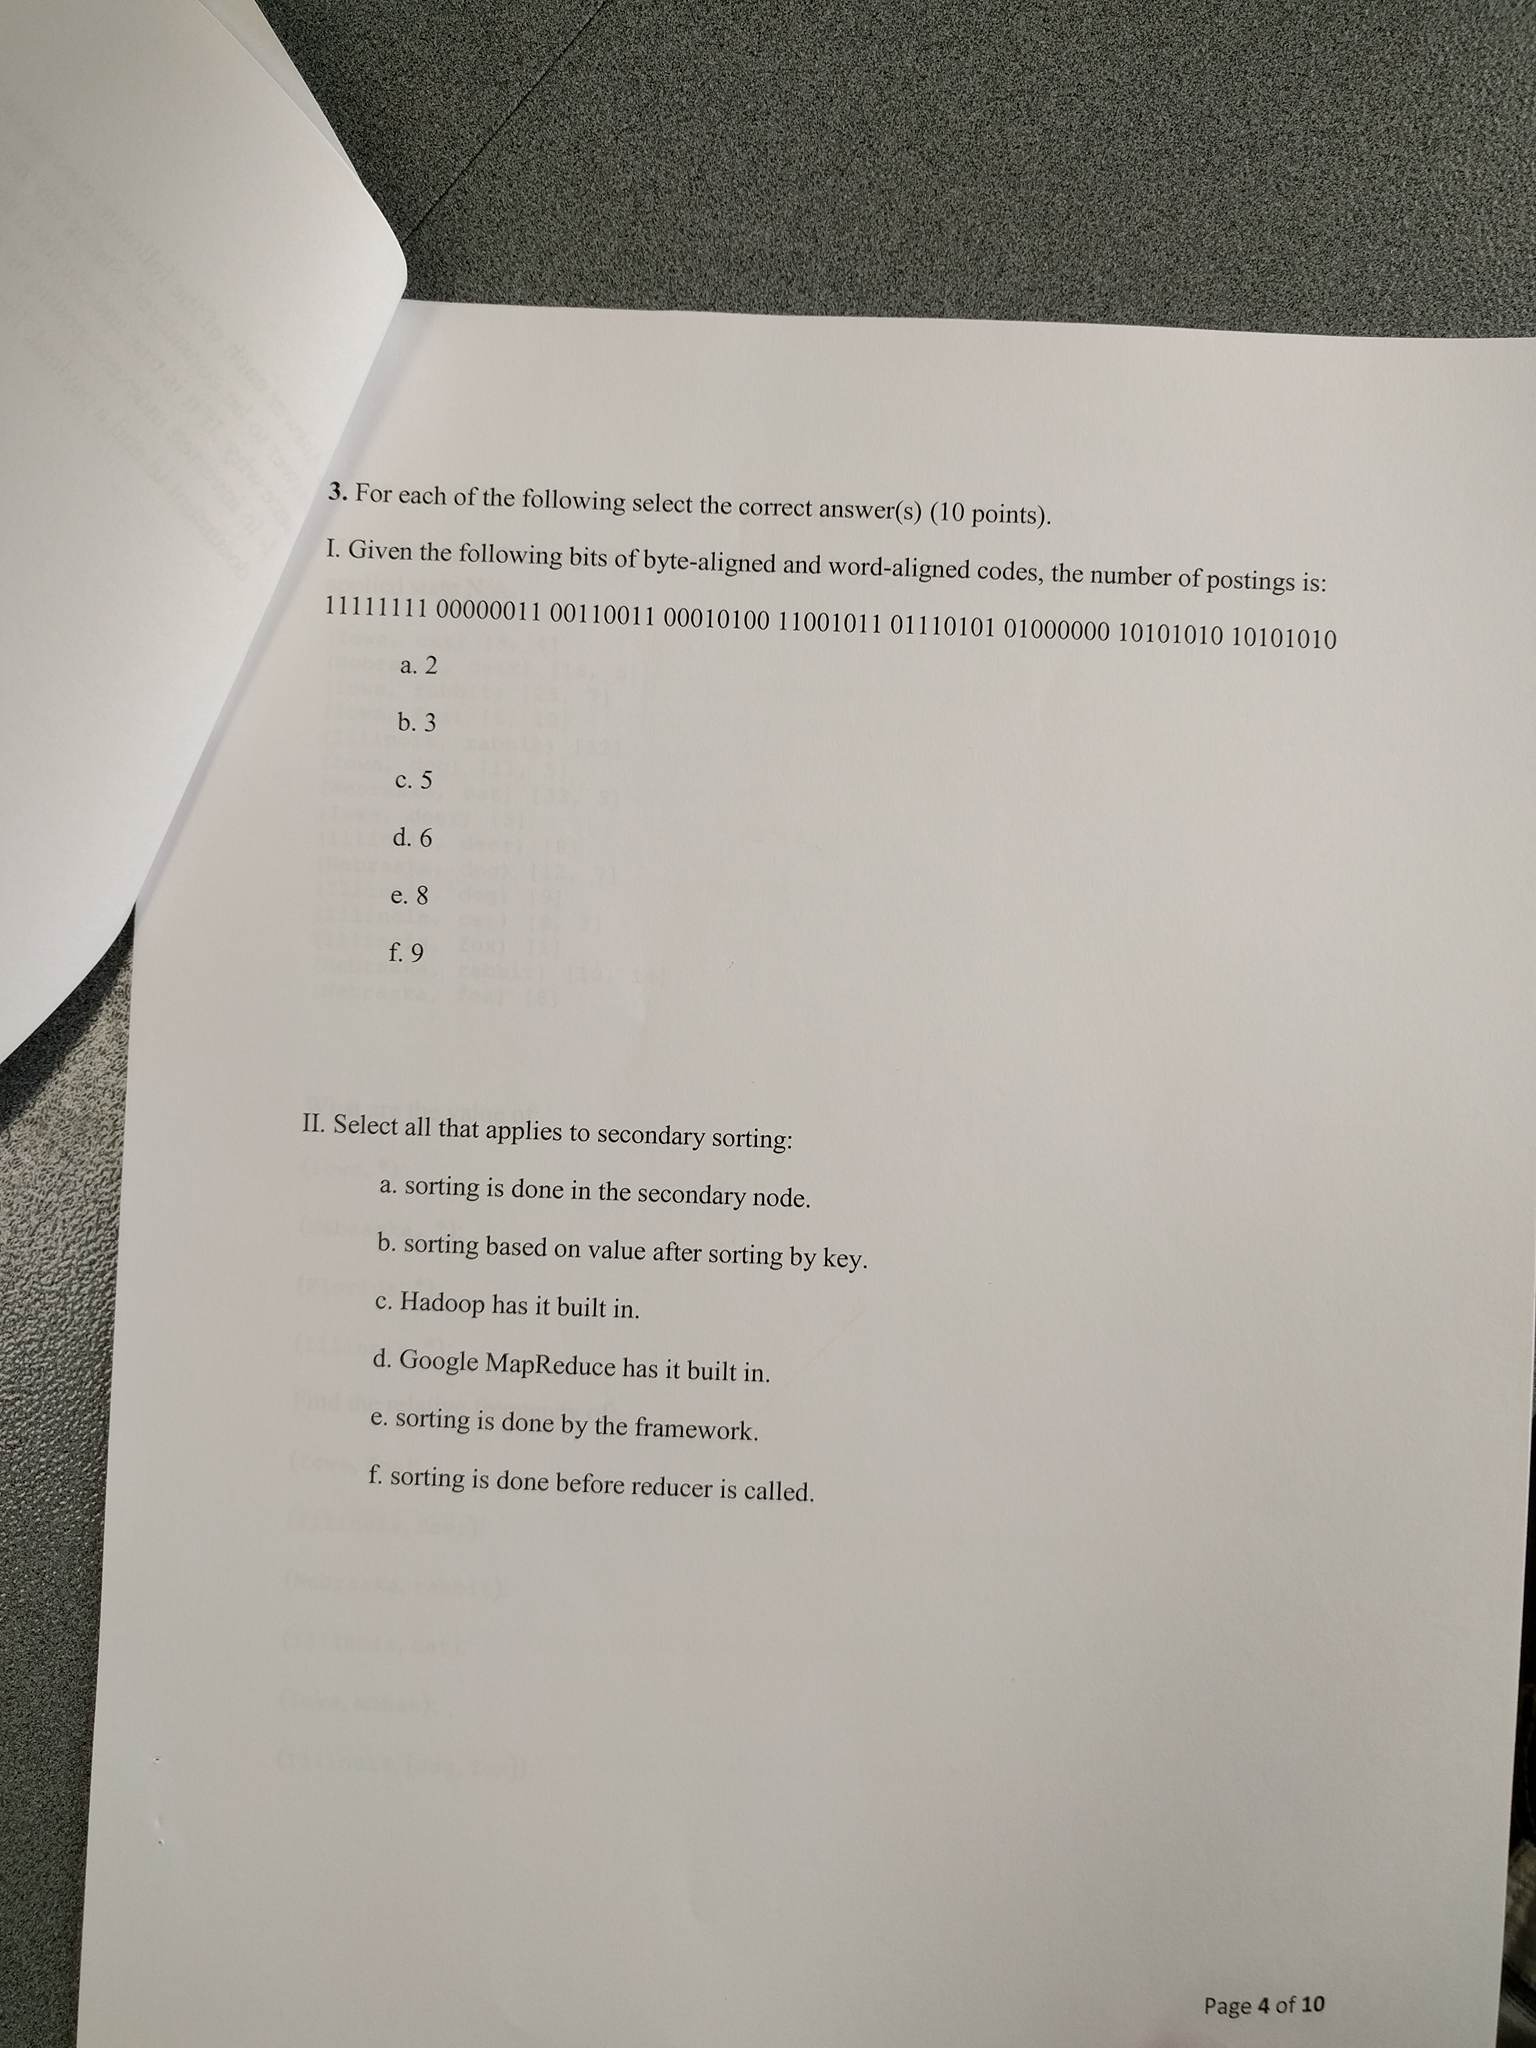 3. For each of the following select the correct answer(s) (10 points).
I. Given the following bits of byte-aligned and word-aligned codes, the number of postings is:
11111111 00000011 00110011 00010100 11001011 01110101 01000000 10101010 10101010
a. 2
b. 3
c. 5
d. 6
e. 8
f. 9
II. Select all that applies to secondary sorting:
a. sorting is done in the secondary node.
b. sorting based on value after sorting by key.
c. Hadoop has it built in.
d. Google MapReduce has it built in.
e. sorting is done by the framework.
f. sorting is done before reducer is called.
Page 4 of 10